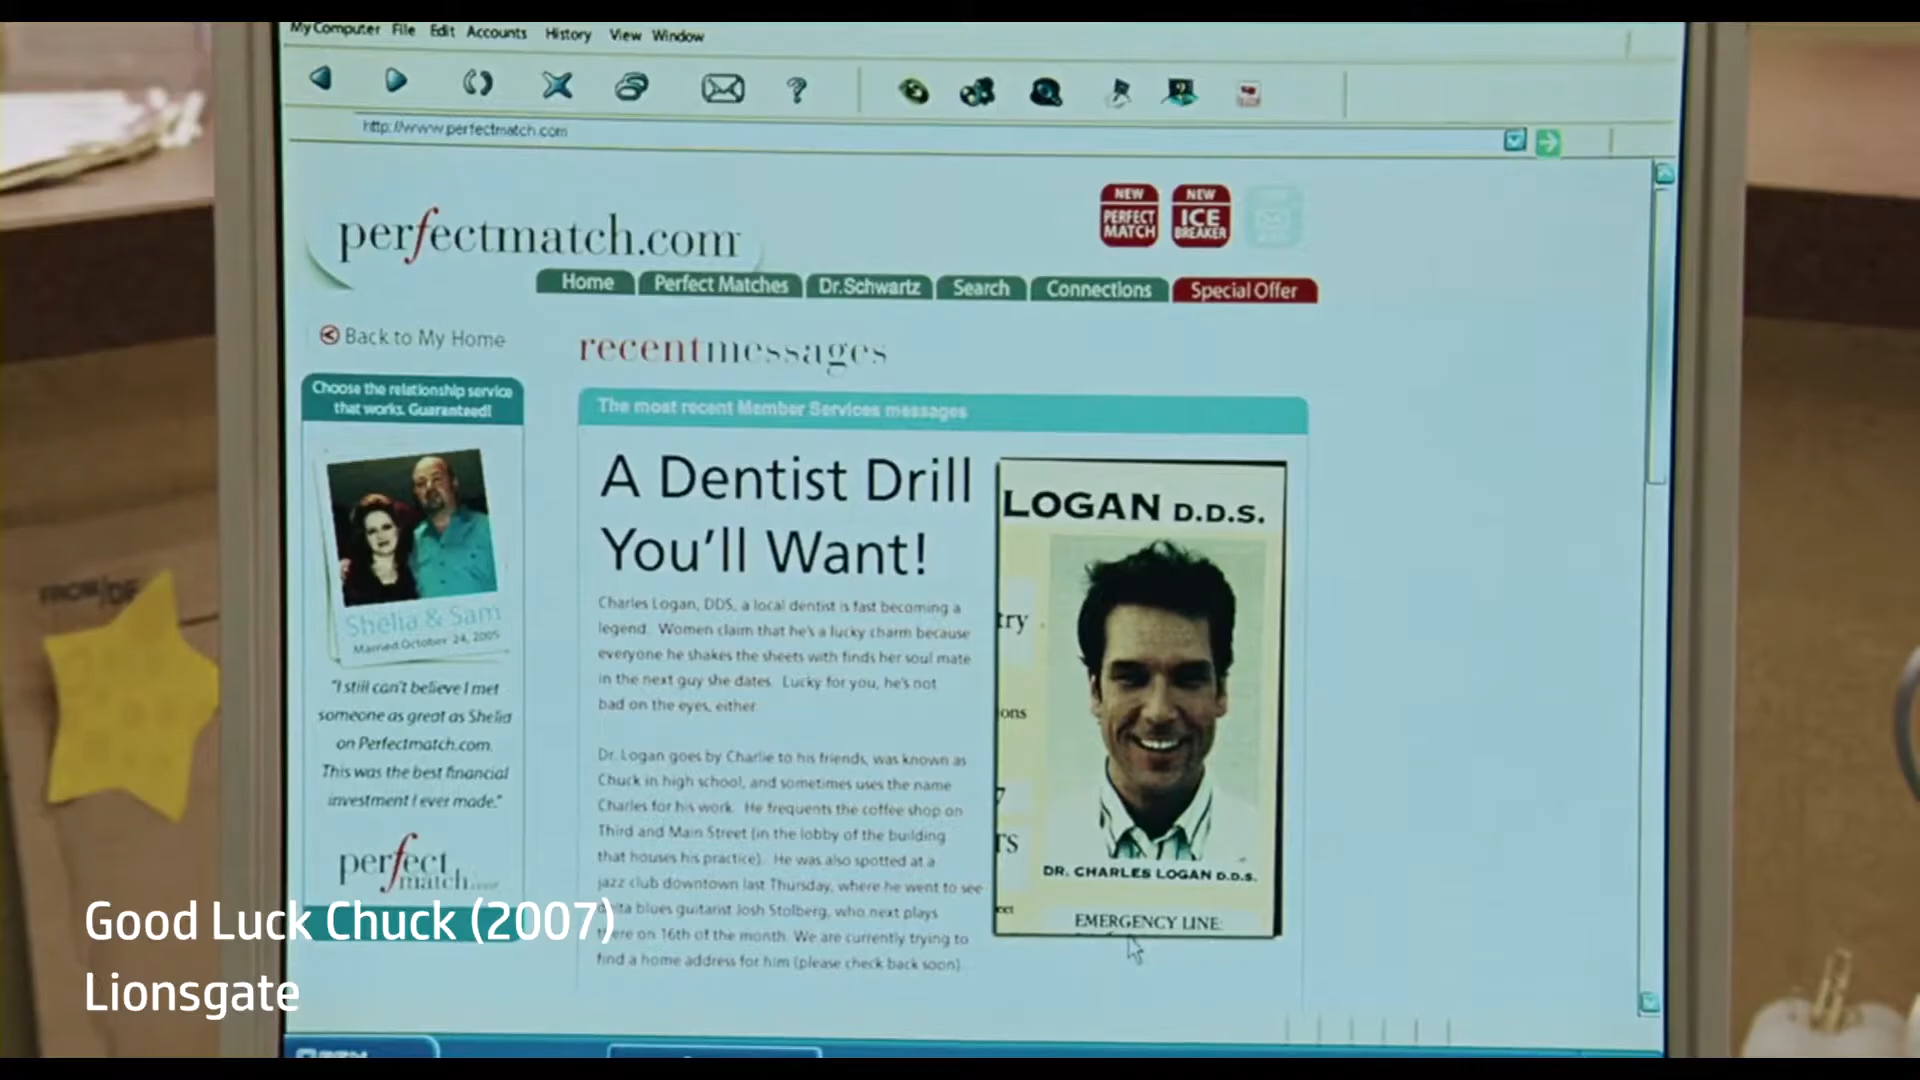 My Computer File Edit Accounts History View Window
http://www.perfectmatch.com
perfectmatch.com
NEW PERFECT MATCH
NEW ICE BREAKER
Home Perfect Matches Dr.Schwartz Search Connections Special Offer
Back to My Home
recentmessages
Choose the relationship service
that works. Guaranteed!
Shelia & Sam
Married October 24, 2005
"I still can't believe I met
someone as great as Shelia
on Perfectmatch.com.
This was the best financial
investment I ever made."
perfect
match.com
The most recent Member Services messages
A Dentist Drill
You'll Want!
Charles Logan, DDS, a local dentist is fast becoming a
legend. Women claim that he's a lucky charm because
everyone he shakes the sheets with finds her soul mate
in the next guy she dates. Lucky for you, he's not
bad on the eyes, either.
Dr. Logan goes by Charlie to his friends, was known as
Chuck in high school, and sometimes uses the name
Charles for his work. He frequents the coffee shop on
Third and Main Street (in the lobby of the building
that houses his practice). He was also spotted at a
jazz club downtown last Thursday, where he went to see
blues guitarist Josh Stolberg, who next plays
on 16th of the month. We are currently trying to
find a home address for him (please check back soon)
LOGAN D.D.S.
try
ons
7
rs
DR. CHARLES LOGAN D.D.S.
EMERGENCY LINE:
FROM/DE
Good Luck Chuck (2007)
Lionsgate